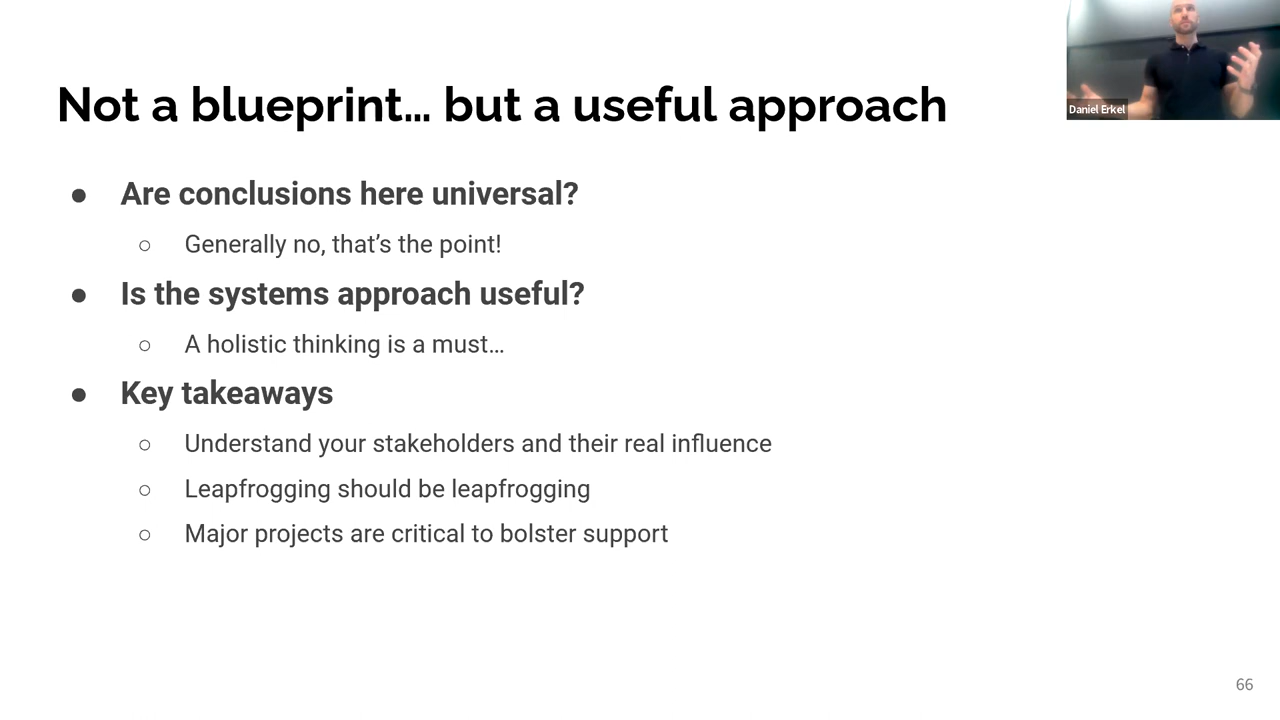 Not a blueprint… but a useful approach
Daniel Erkel
● Are conclusions here universal?
○ Generally no, that’s the point!
● Is the systems approach useful?
○ A holistic thinking is a must…
● Key takeaways
○ Understand your stakeholders and their real influence
○ Leapfrogging should be leapfrogging
○ Major projects are critical to bolster support
66